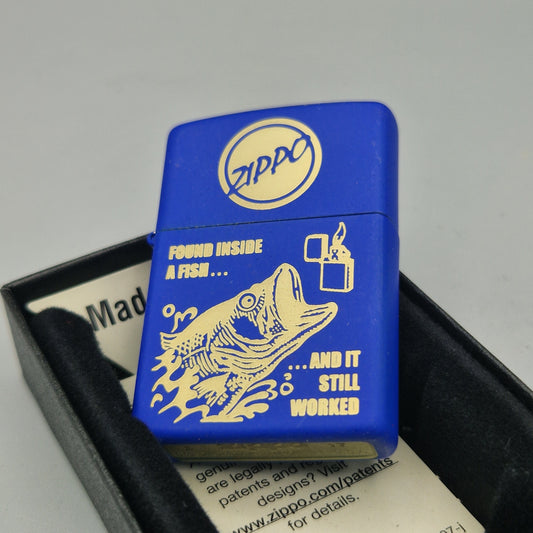 ZIPPO
FOUND INSIDE
A FISH...
...AND IT
STILL
WORKED
Mad
are legally
patents and
designs? Visit
www.zippo.com/patents
for details.